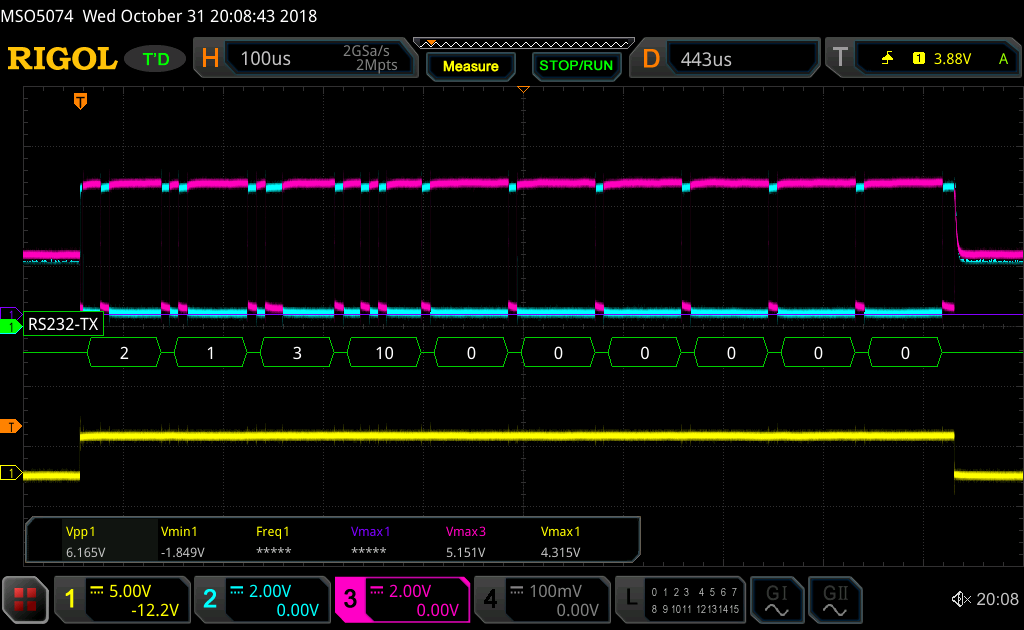 MSO5074 Wed October 31 20:08:43 2018
RIGOL T'D H 100us 2GSa/s 2Mpts Measure STOP/RUN D 443us T 1 3.88V A
T
1
1 RS232-TX
2 1 3 10 0 0 0 0 0 0
T
1
Vpp1 Vmin1 Freq1 Vmax1 Vmax3 Vmax1
6.165V -1.849V ***** ***** 5.151V 4.315V
1 5.00V 2 2.00V 3 2.00V 4 100mV L 0 1 2 3 4 5 6 7 GI GII
-12.2V 0.00V 0.00V 0.00V 8 9 10 11 12 13 14 15 20:08